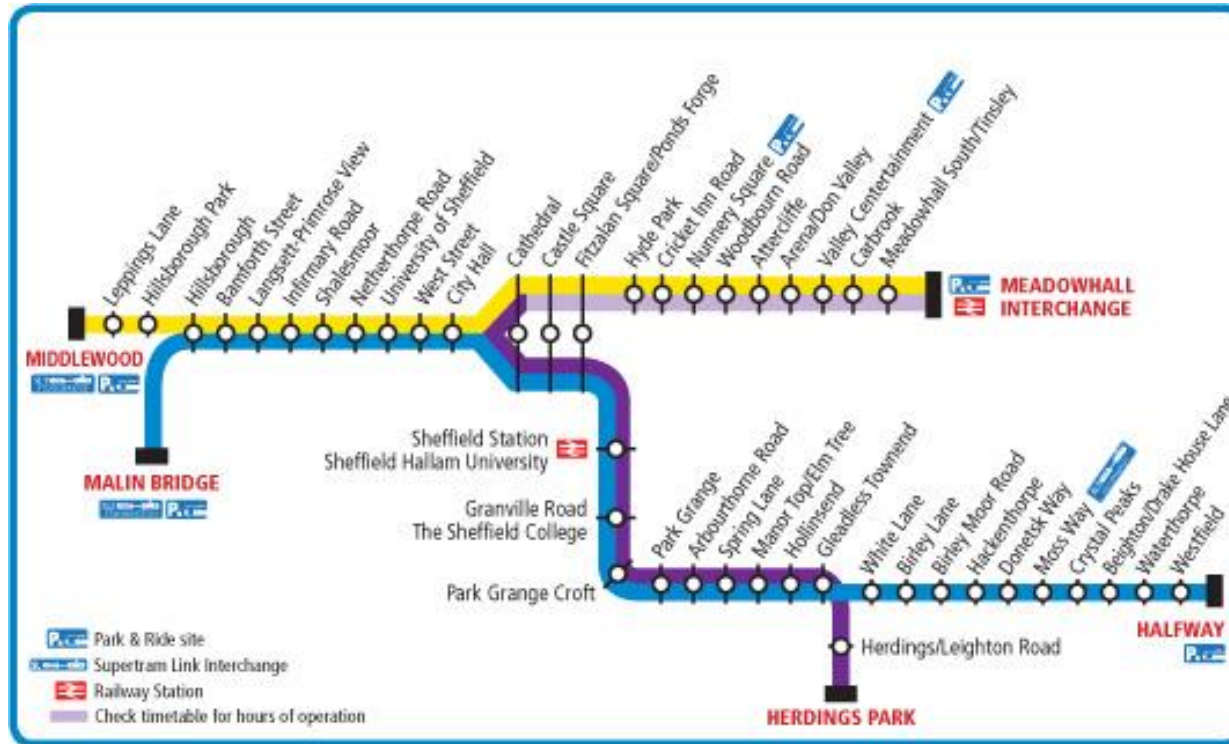 Leppings Lane
Hillsborough Park
Hillsborough
Bamforth Street
Langsett-Primrose View
Infirmary Road
Shalesmoor
Netherthorpe Road
University of Sheffield
West Street
City Hall
Cathedral
Castle Square
Fitzalan Square/Ponds Forge
Hyde Park
Cricket Inn Road
Nunnery Square
Woodbourn Road
Attercliffe
Arena/Don Valley
Valley Centertainment
Carbrook
Meadowhall South/Tinsley
MEADOWHALL
INTERCHANGE
MIDDLEWOOD
MALIN BRIDGE
Sheffield Station
Sheffield Hallam University
Granville Road
The Sheffield College
Park Grange Croft
Park Grange
Arbourthorne Road
Spring Lane
Manor Top/Elm Tree
Hollinsend
Gleadless Townend
White Lane
Birley Lane
Birley Moor Road
Hackenthorpe
Donetsk Way
Moss Way
Crystal Peaks
Beighton/Drake House Lane
Waterthorpe
Westfield
HALFWAY
Herdings/Leighton Road
HERDINGS PARK
Park & Ride site
Supertram Link Interchange
Railway Station
Check timetable for hours of operation